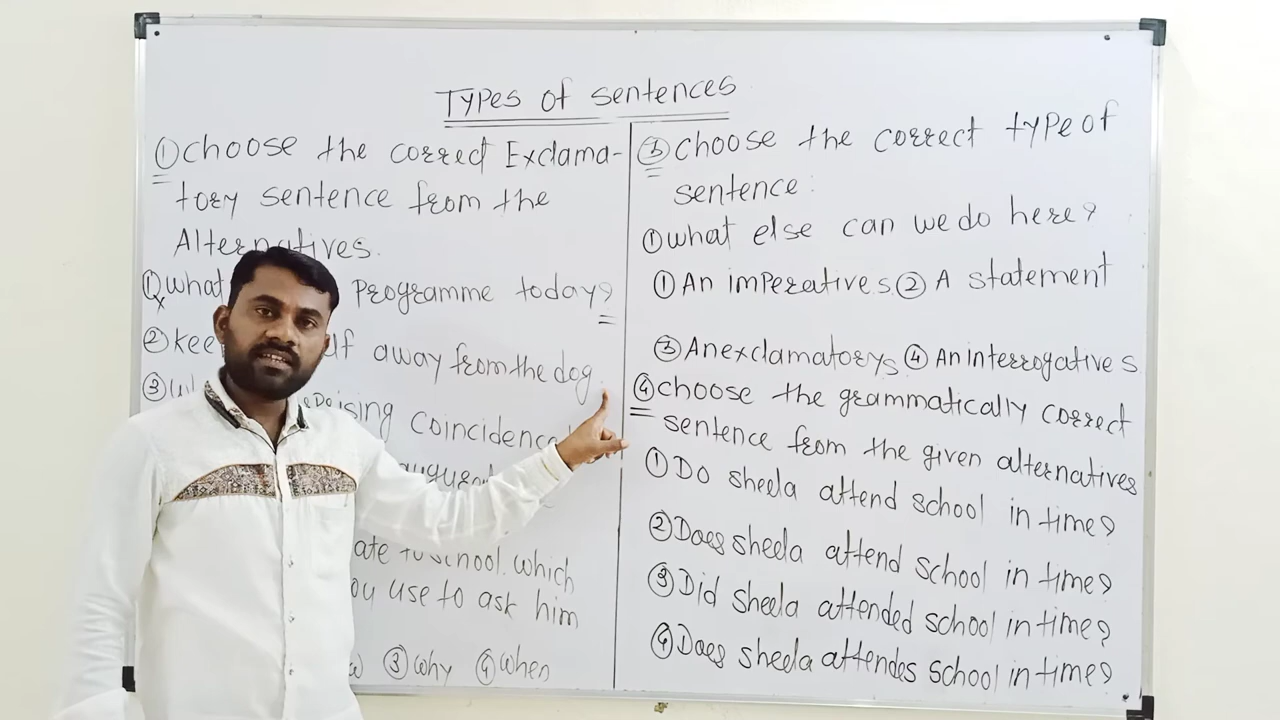 Types of sentences
① choose the correct Exclama-
tory sentence from the
Alternatives.
① what programme today?
② away from the dog.
③ coincidence!
ate to school. which
you use to ask him
③ why ④ when
③ choose the correct type of
sentence:
① what else can we do here?
① An imperatives ② A statement
③ An exclamatorys ④ An interrogatives
④ choose the grammatically correct
sentence from the given alternatives
① Do sheela attend school in time?
② Does sheela attend school in time?
③ Did sheela attended school in time?
④ Does sheela attendes school in time?